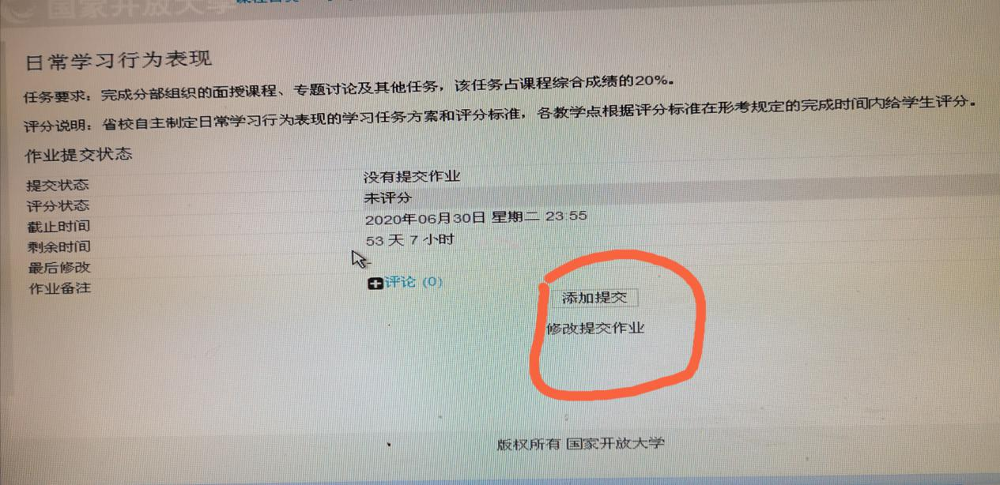 国家开放大学
日常学习行为表现
任务要求：完成分部组织的面授课程、专题讨论及其他任务，该任务占课程综合成绩的20%。
评分说明：省校自主制定日常学习行为表现的学习任务方案和评分标准，各教学点根据评分标准在形考规定的完成时间内给学生评分。
作业提交状态
提交状态 没有提交作业
评分状态 未评分
截止时间 2020年06月30日 星期二 23:55
剩余时间 53 天 7 小时
最后修改 -
作业备注 评论 (0)
添加提交
修改提交作业
版权所有 国家开放大学